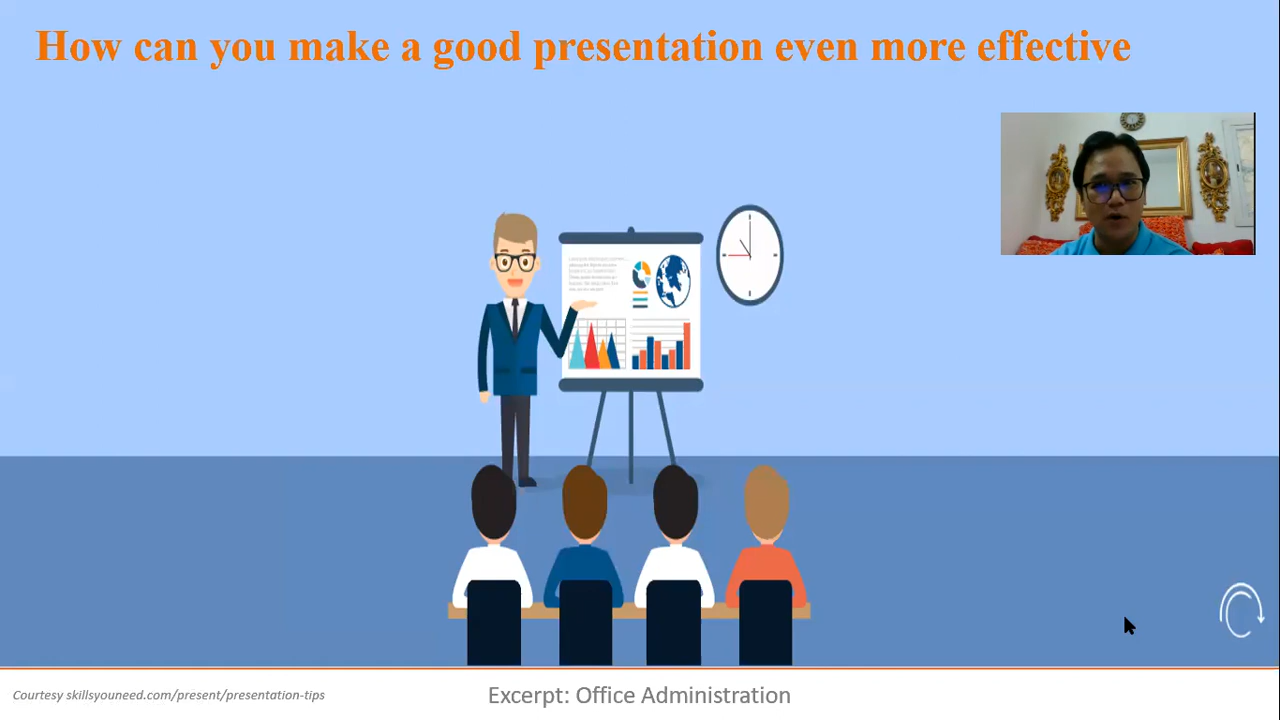 How can you make a good presentation even more effective
Courtesy skillsyouneed.com/present/presentation-tips
Excerpt: Office Administration